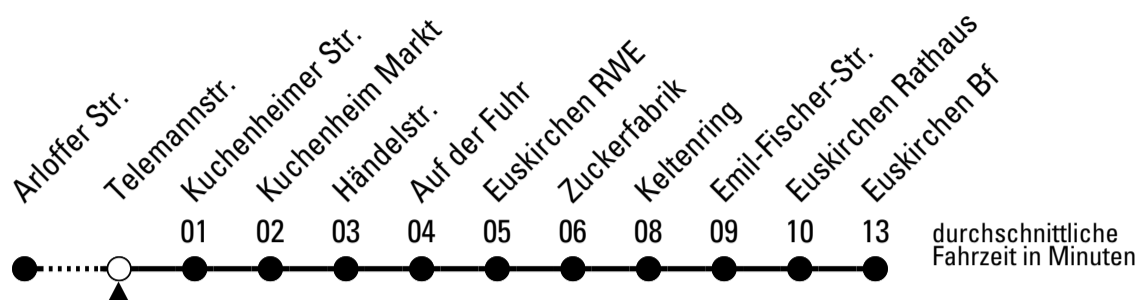 Arloffer Str.
Telemannstr.
Kuchenheimer Str.
Kuchenheim Markt
Händelstr.
Auf der Fuhr
Euskirchen RWE
Zuckerfabrik
Keltenring
Emil-Fischer-Str.
Euskirchen Rathaus
Euskirchen Bf
01 02 03 04 05 06 08 09 10 13
durchschnittliche
Fahrzeit in Minuten